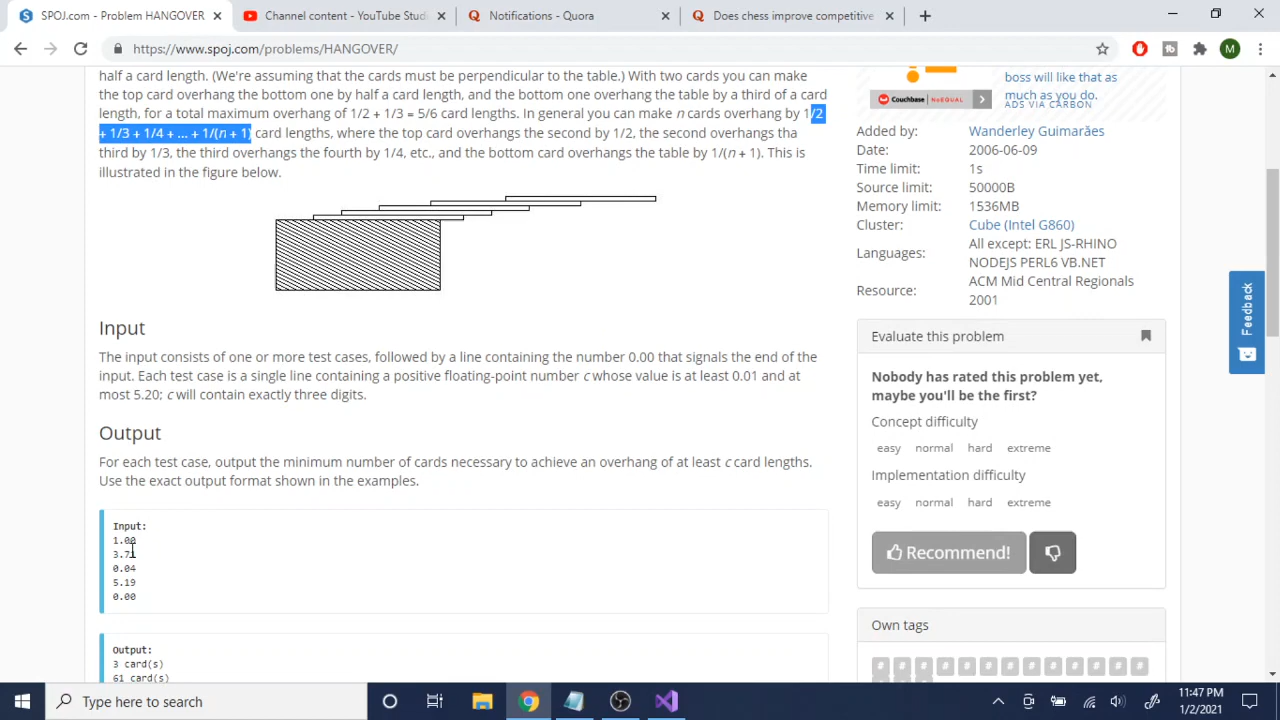 SPOJ.com - Problem HANGOVER
Channel content - YouTube Studi
Notifications - Quora
Does chess improve competitive
https://www.spoj.com/problems/HANGOVER/
M
half a card length. (We're assuming that the cards must be perpendicular to the table.) With two cards you can make
the top card overhang the bottom one by half a card length, and the bottom one overhang the table by a third of a card
length, for a total maximum overhang of 1/2 + 1/3 = 5/6 card lengths. In general you can make n cards overhang by 1/2
+ 1/3 + 1/4 + ... + 1/(n + 1) card lengths, where the top card overhangs the second by 1/2, the second overhangs tha
third by 1/3, the third overhangs the fourth by 1/4, etc., and the bottom card overhangs the table by 1/(n + 1). This is
illustrated in the figure below.
Input
The input consists of one or more test cases, followed by a line containing the number 0.00 that signals the end of the
input. Each test case is a single line containing a positive floating-point number c whose value is at least 0.01 and at
most 5.20; c will contain exactly three digits.
Output
For each test case, output the minimum number of cards necessary to achieve an overhang of at least c card lengths.
Use the exact output format shown in the examples.
Input:
1.00
3.71
0.04
5.19
0.00
Output:
3 card(s)
61 card(s)
boss will like that as
much as you do.
ADS VIA CARBON
Couchbase NoEQUAL
Added by: Wanderley Guimarães
Date: 2006-06-09
Time limit: 1s
Source limit: 50000B
Memory limit: 1536MB
Cluster: Cube (Intel G860)
Languages: All except: ERL JS-RHINO
NODEJS PERL6 VB.NET
Resource: ACM Mid Central Regionals
2001
Evaluate this problem
Nobody has rated this problem yet,
maybe you'll be the first?
Concept difficulty
easy normal hard extreme
Implementation difficulty
easy normal hard extreme
Recommend!
Own tags
# # # # # # # # # # # # #
Feedback
Type here to search
11:47 PM
1/2/2021